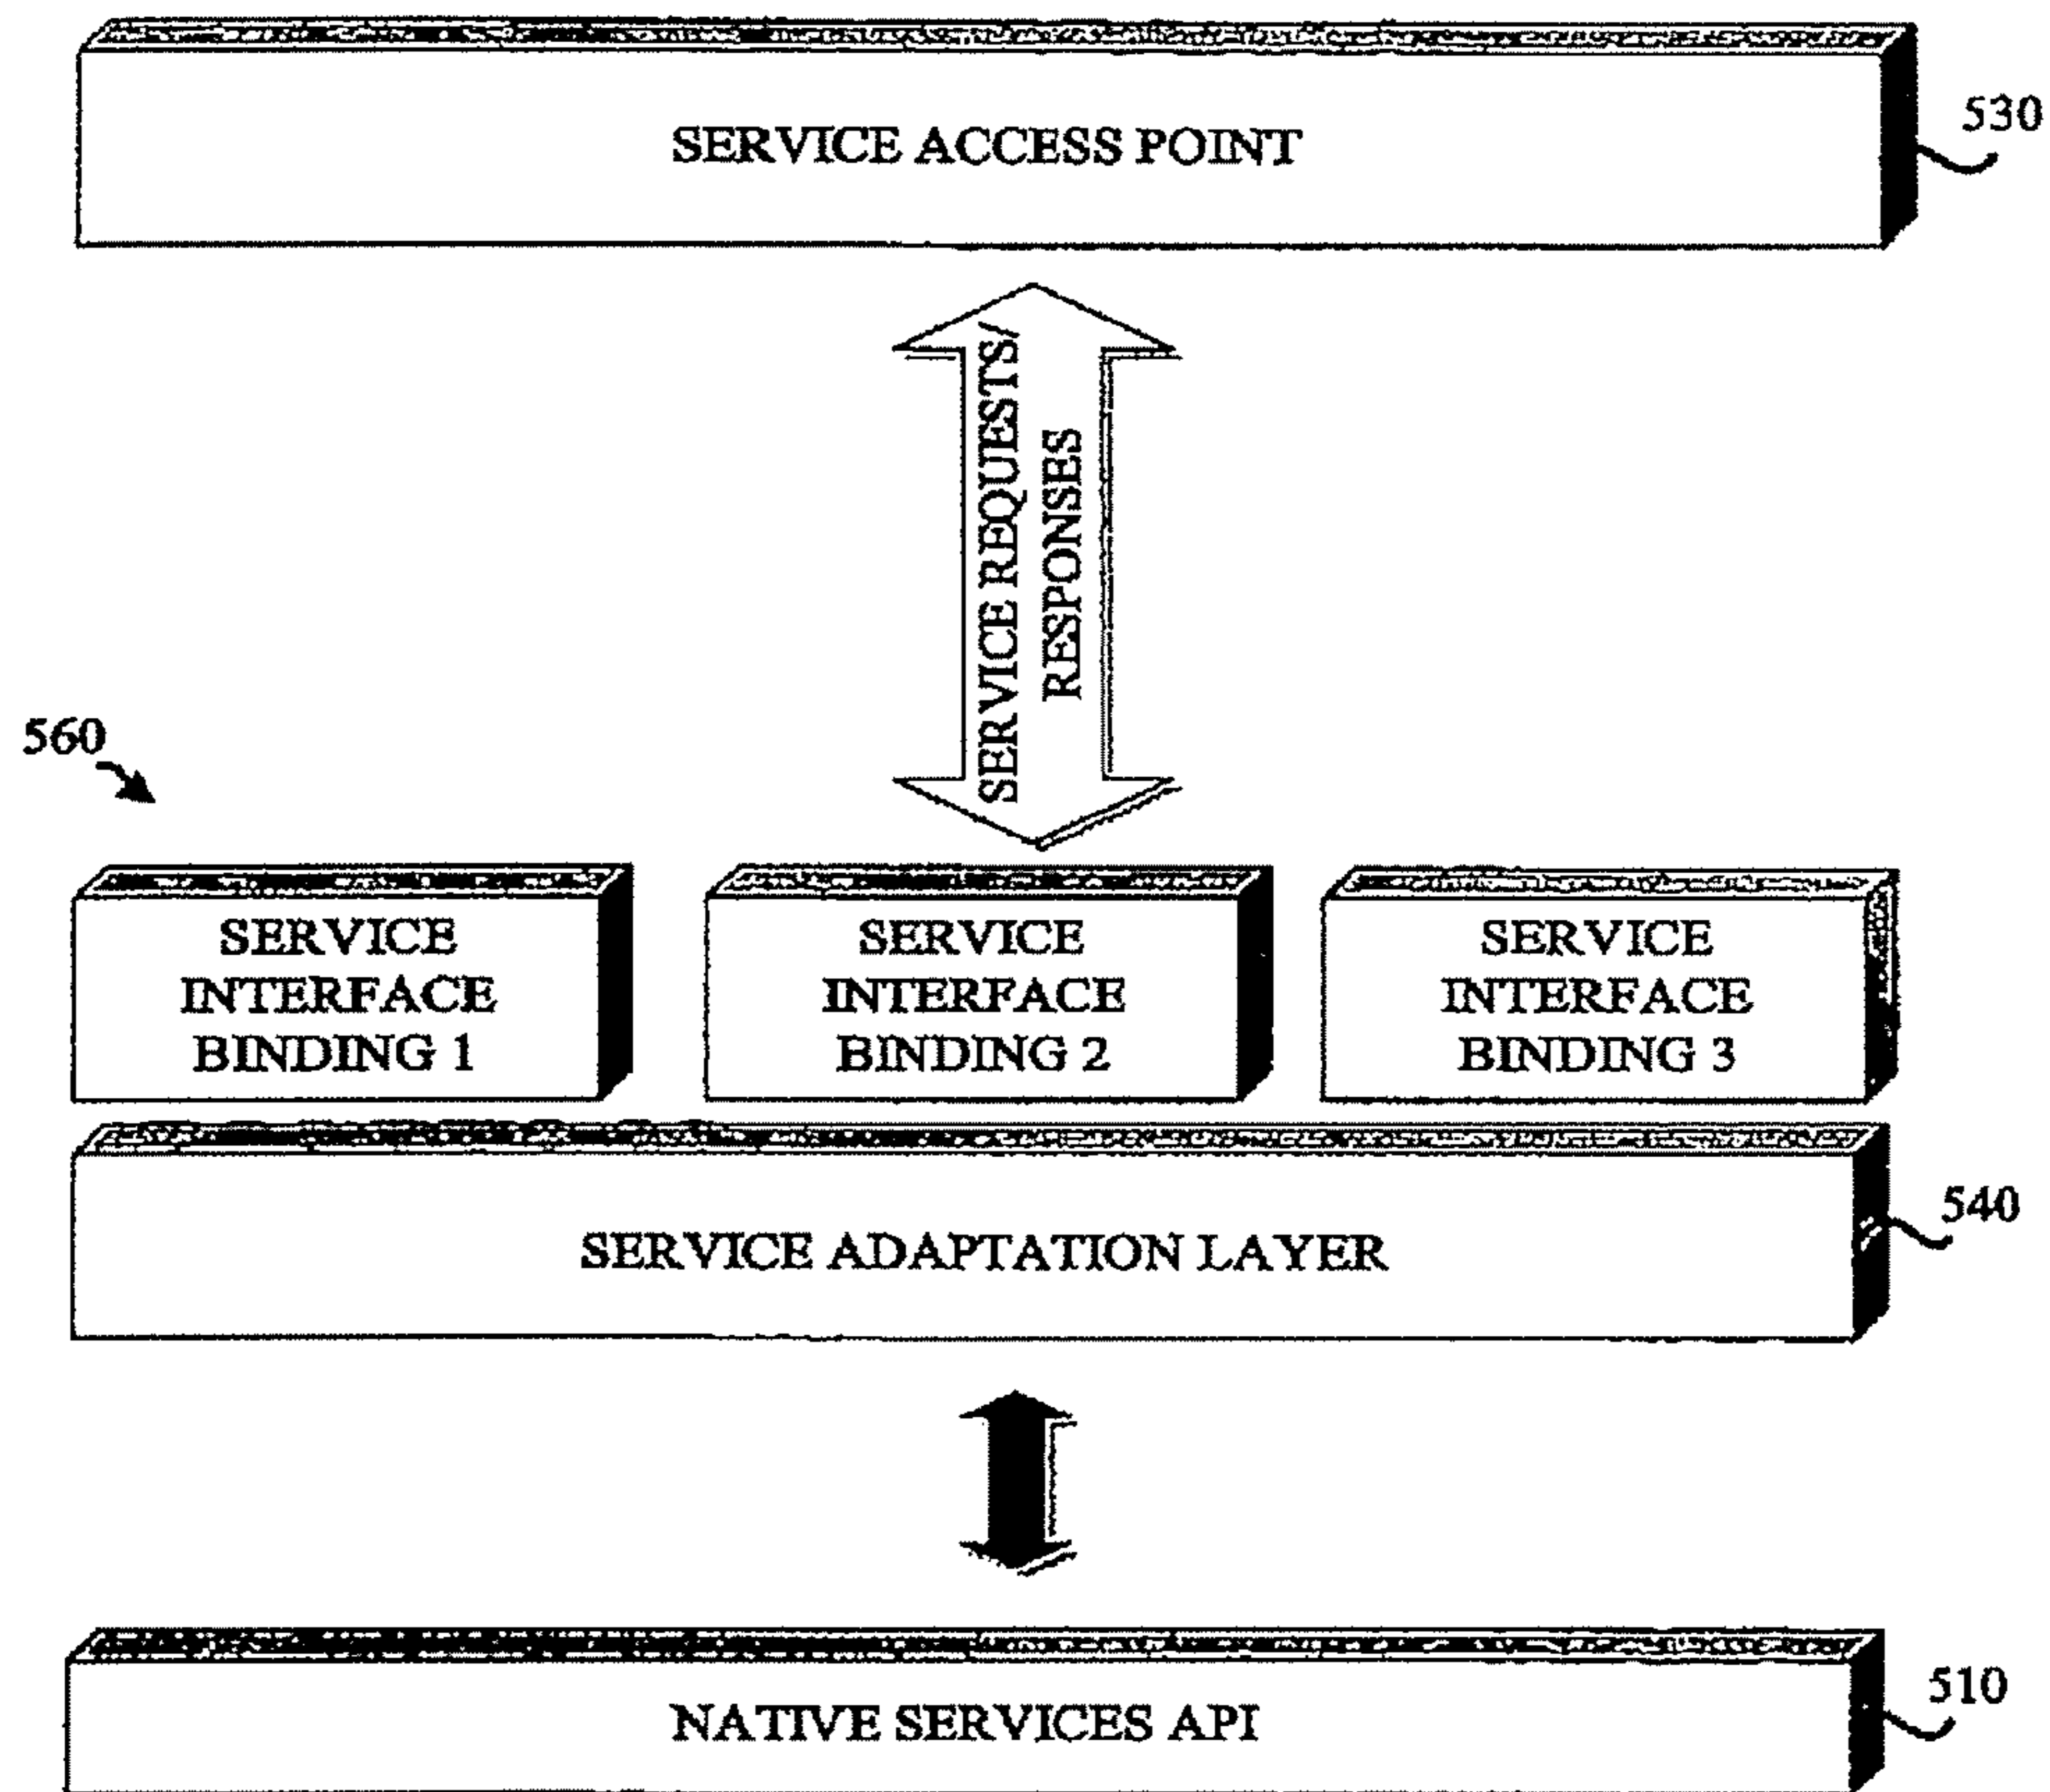 SERVICE ACCESS POINT
530
SERVICE REQUESTS/
RESPONSES
560
SERVICE
INTERFACE
BINDING 1
SERVICE
INTERFACE
BINDING 2
SERVICE
INTERFACE
BINDING 3
SERVICE ADAPTATION LAYER
540
NATIVE SERVICES API
510